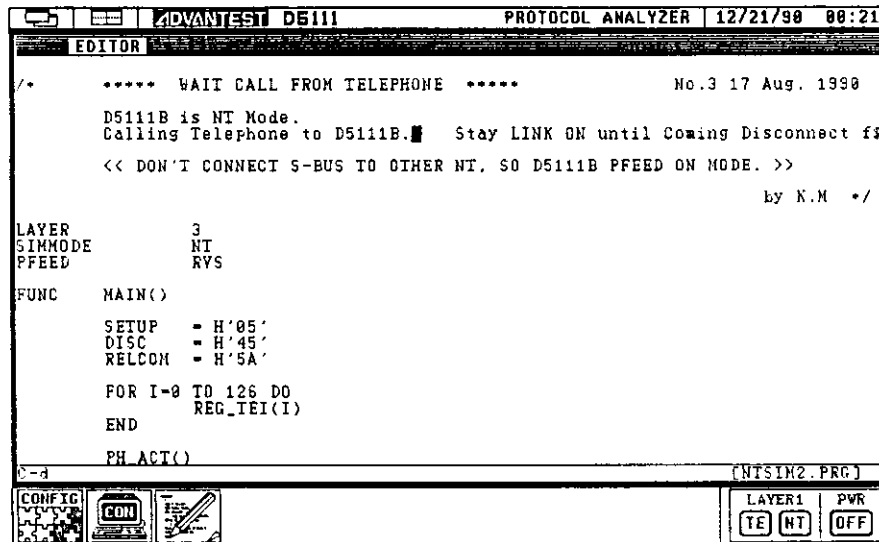 ADVANTEST D5111 PROTOCOL ANALYZER 12/21/90 00:21
EDITOR
/* ***** WAIT CALL FROM TELEPHONE ***** No.3 17 Aug. 1990
D5111B is NT Mode.
Calling Telephone to D5111B. Stay LINK ON until Coming Disconnect f$
<< DON'T CONNECT S-BUS TO OTHER NT, SO D5111B PFEED ON MODE. >>
by K.M */
LAYER 3
SIMMODE NT
PFEED RVS
FUNC MAIN()
SETUP = H'05'
DISC = H'45'
RELCOM = H'5A'
FOR I=0 TO 126 DO
REG_TEI(I)
END
PH_ACT()
C-d [NTSIM2.PRG]
CONFIG CON LAYER1 PWR
TE NT OFF